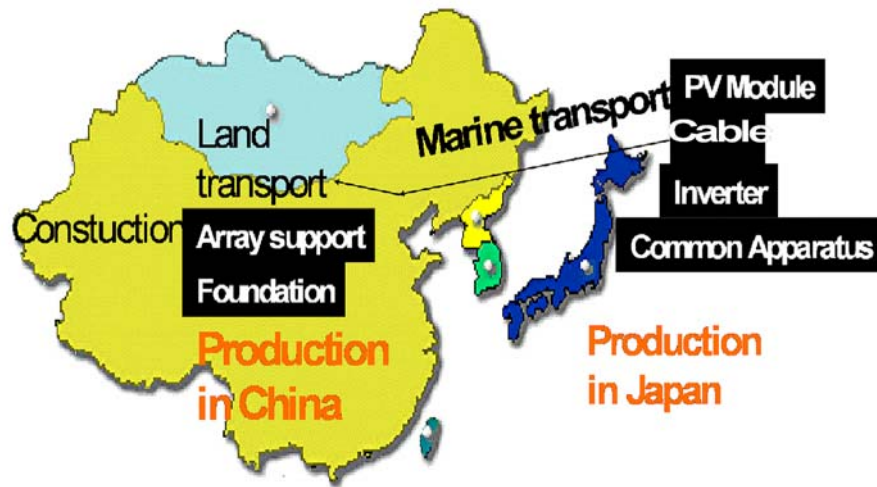 PV Module
Marine transport
Cable
Land
transport
Inverter
Constuction
Array support
Common Apparatus
Foundation
Production
in China
Production
in Japan